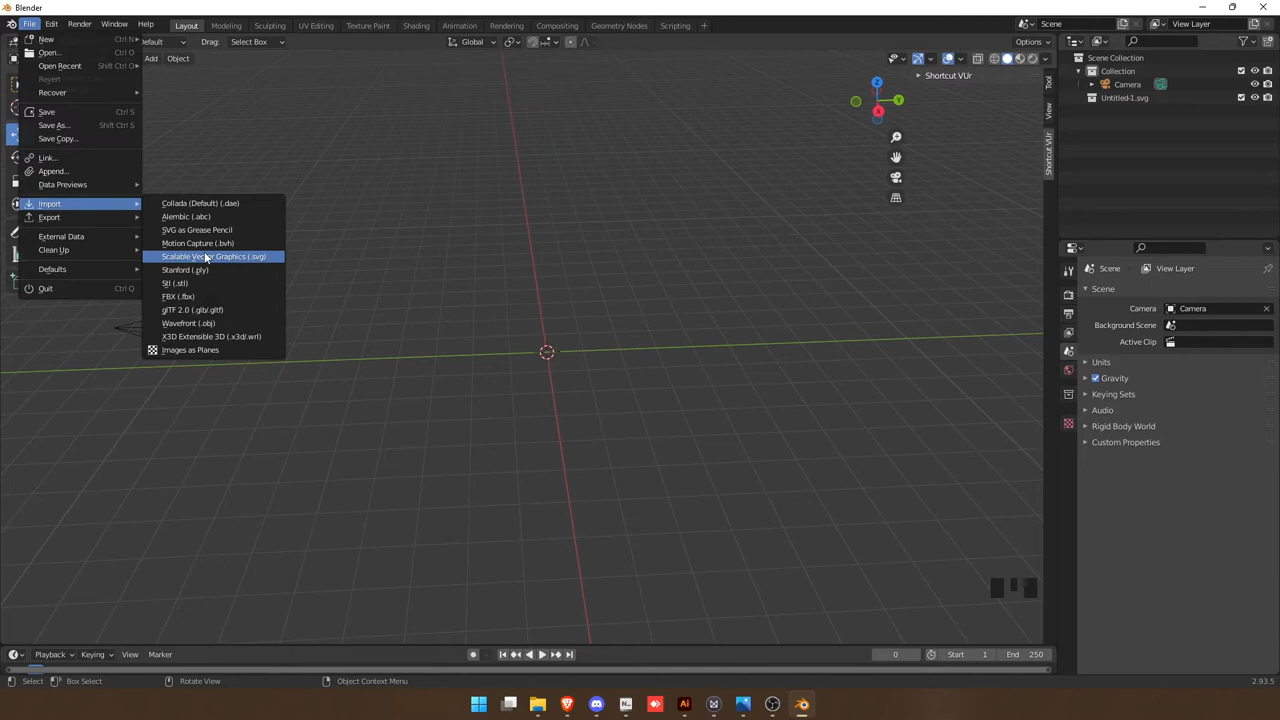 Blender
File Edit Render Window Help Layout Modeling Sculpting UV Editing Texture Paint Shading Animation Rendering Compositing Geometry Nodes Scripting + Scene View Layer
Default Drag: Select Box Global Options
Add Object
New Ctrl N
Open...
Open Recent Shift Ctrl O
Revert
Recover
Save Ctrl S
Save As... Shift Ctrl S
Save Copy...
Link...
Append...
Data Previews
Import
Export
External Data
Clean Up
Defaults
Quit Ctrl Q
Collada (Default) (.dae)
Alembic (.abc)
SVG as Grease Pencil
Motion Capture (.bvh)
Scalable Vector Graphics (.svg)
Stanford (.ply)
Stl (.stl)
FBX (.fbx)
glTF 2.0 (.glb/.gltf)
Wavefront (.obj)
X3D Extensible 3D (.x3d/.wrl)
Images as Planes
Shortcut VUr
Z
Y
X
Tool
View
Shortcut VUr
Scene Collection
Collection
Camera
Untitled-1.svg
Scene View Layer
Scene
Camera Camera
Background Scene
Active Clip
Units
Gravity
Keying Sets
Audio
Rigid Body World
Custom Properties
Playback Keying View Marker 0 Start 1 End 250
Select Box Select Rotate View Object Context Menu 2.93.5
Ai